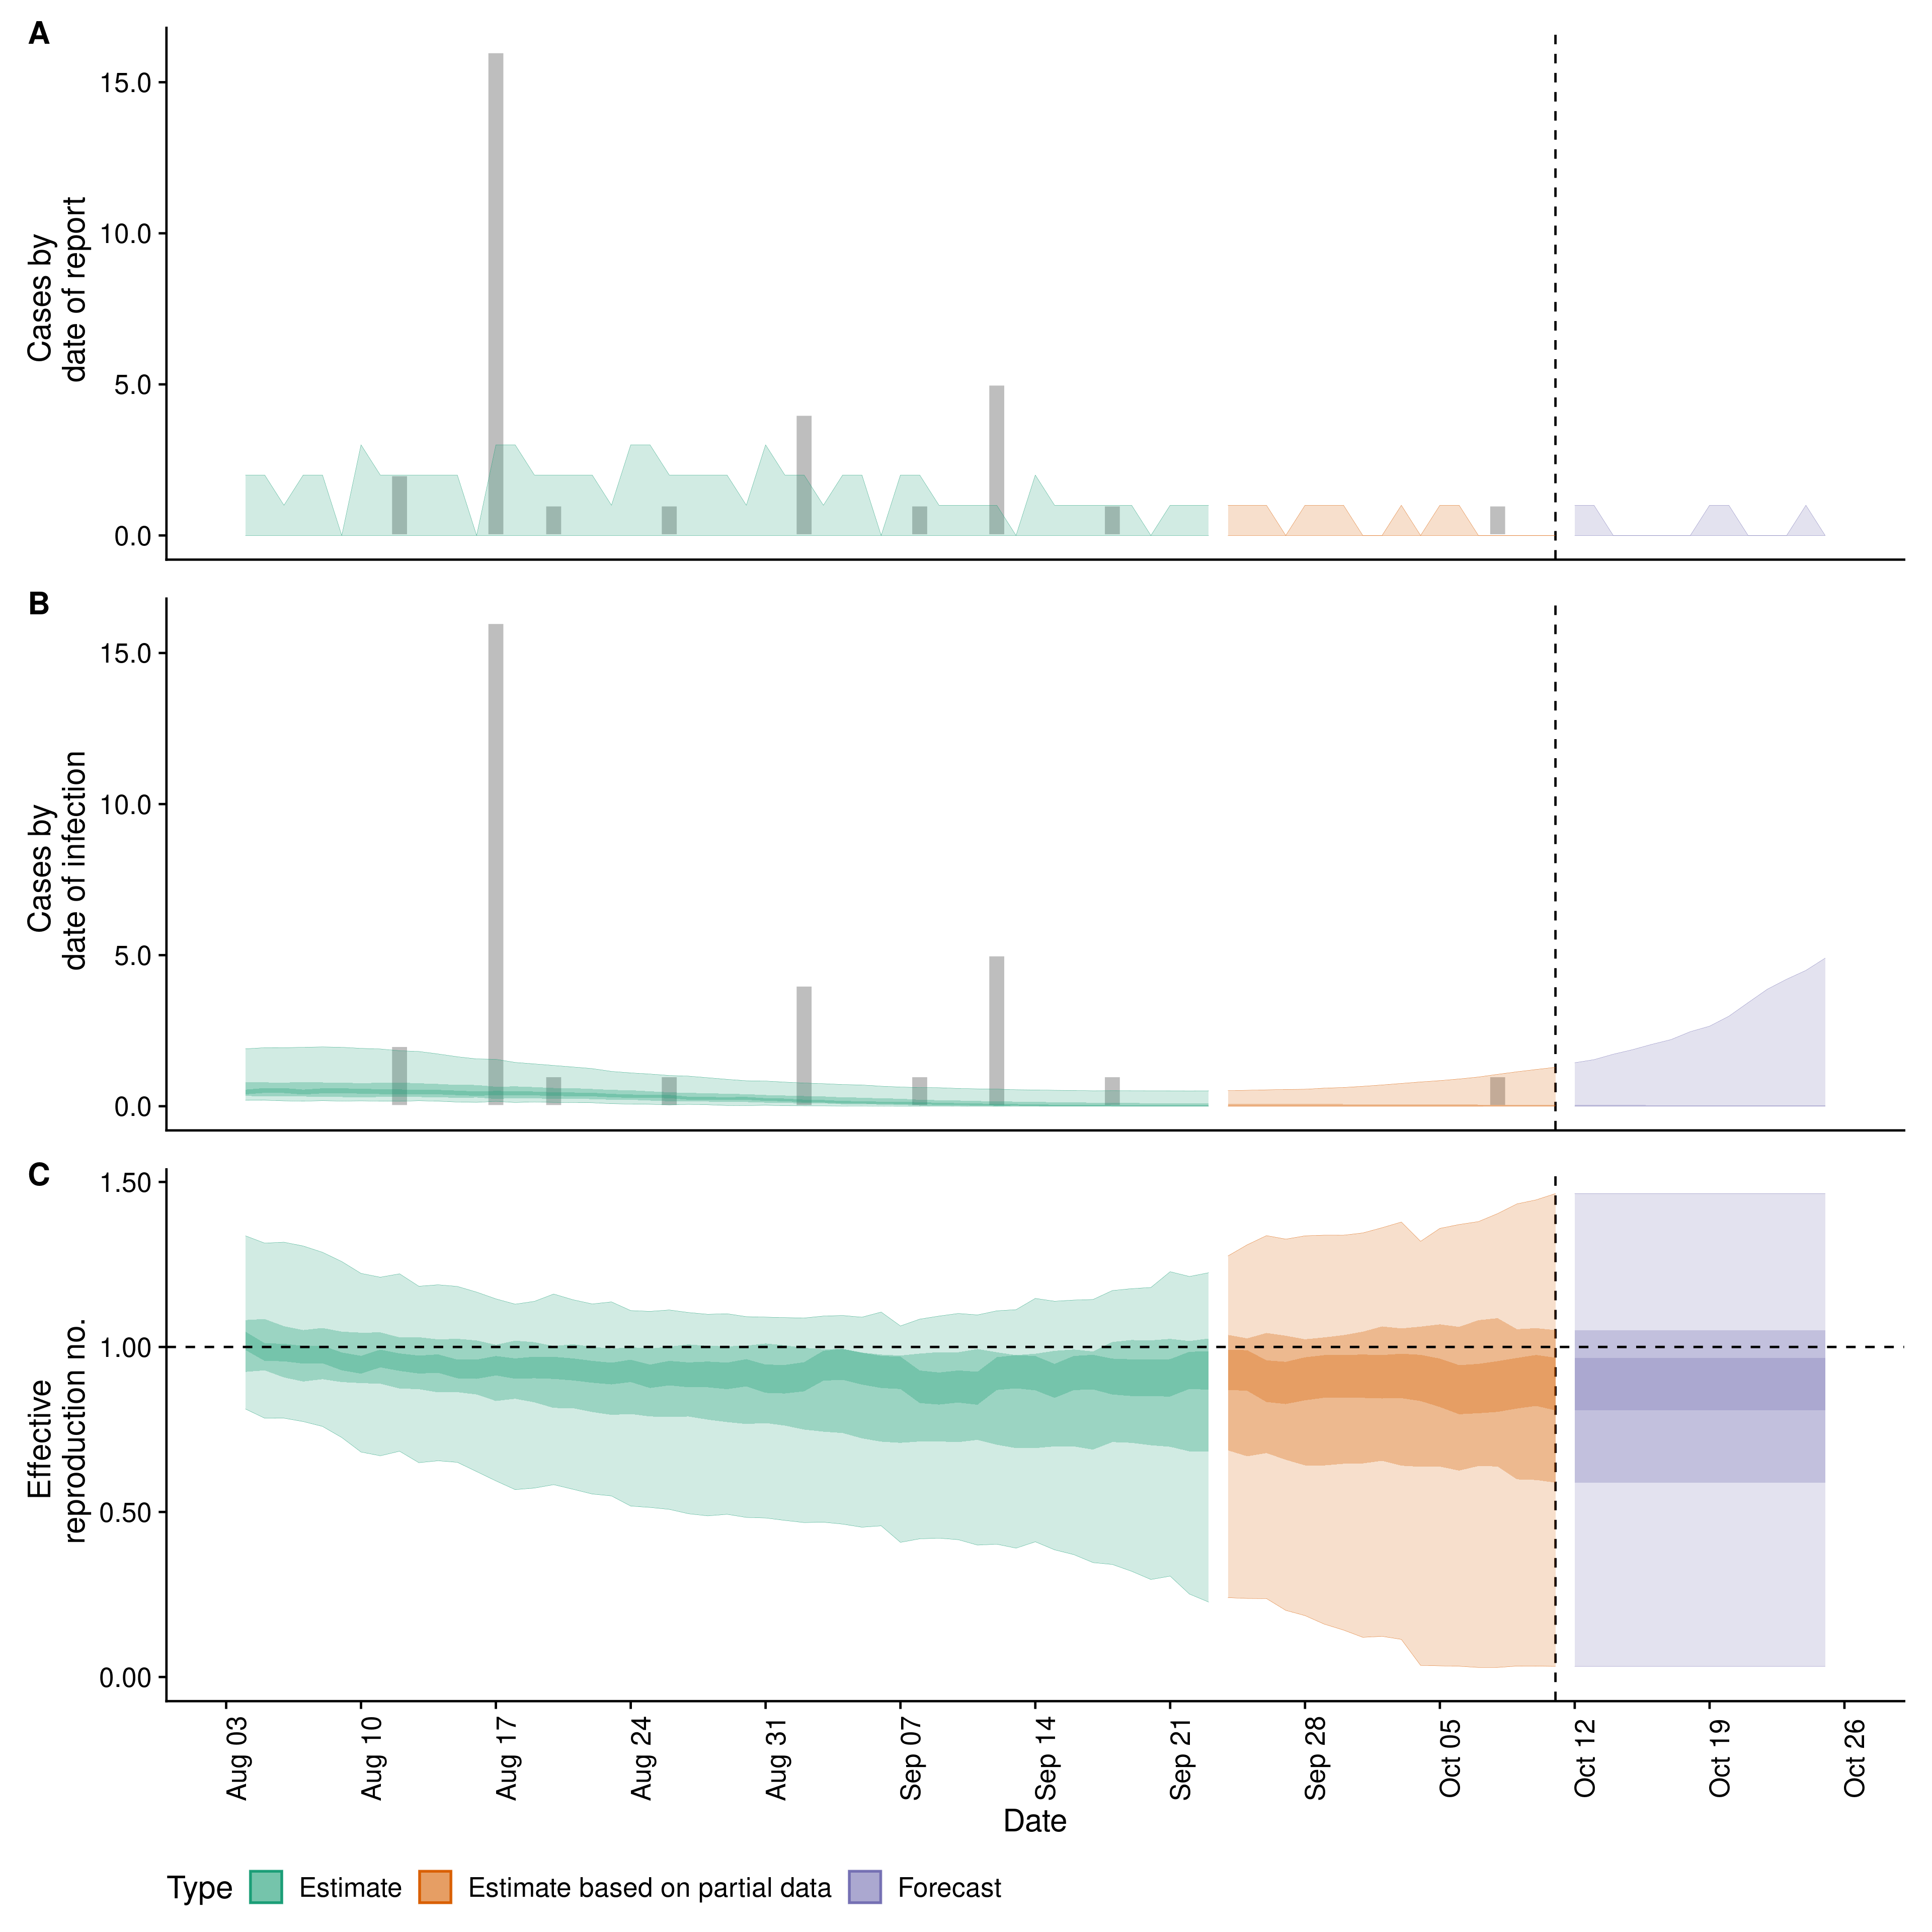 A
15.0
10.0
5.0
0.0
Cases by
date of report
B
15.0
10.0
5.0
0.0
Cases by
date of infection
C
1.50
1.00
0.50
0.00
Effective
reproduction no.
Aug 03
Aug 10
Aug 17
Aug 24
Aug 31
Sep 07
Sep 14
Sep 21
Sep 28
Oct 05
Oct 12
Oct 19
Oct 26
Date
Type Estimate Estimate based on partial data Forecast